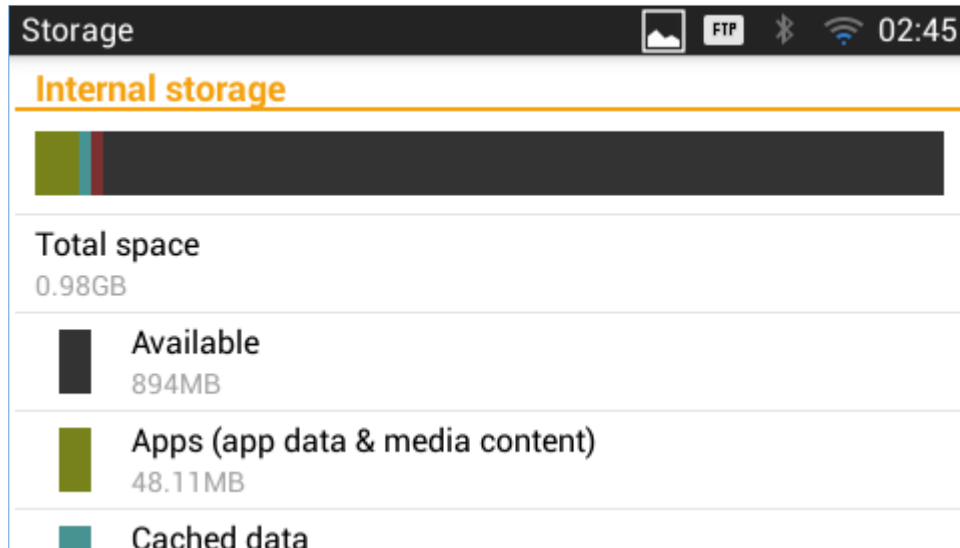 Storage FTP 02:45
Internal storage
Total space
0.98GB
Available
894MB
Apps (app data & media content)
48.11MB
Cached data